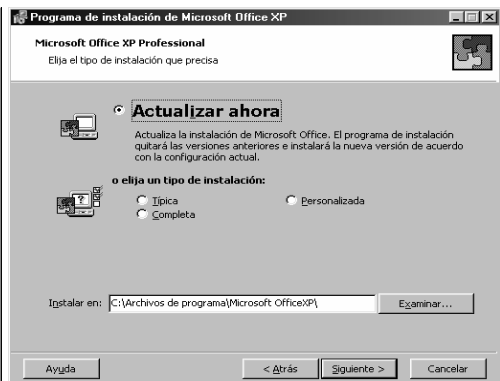 Programa de instalación de Microsoft Office XP
Microsoft Office XP Professional
Elija el tipo de instalación que precisa
Actualizar ahora
Actualiza la instalación de Microsoft Office. El programa de instalación
quitará las versiones anteriores e instalará la nueva versión de acuerdo
con la configuración actual.
o elija un tipo de instalación:
Típica
Personalizada
Completa
Instalar en:
C:\Archivos de programa\Microsoft OfficeXP\
Examinar...
Ayuda
< Atrás
Siguiente >
Cancelar